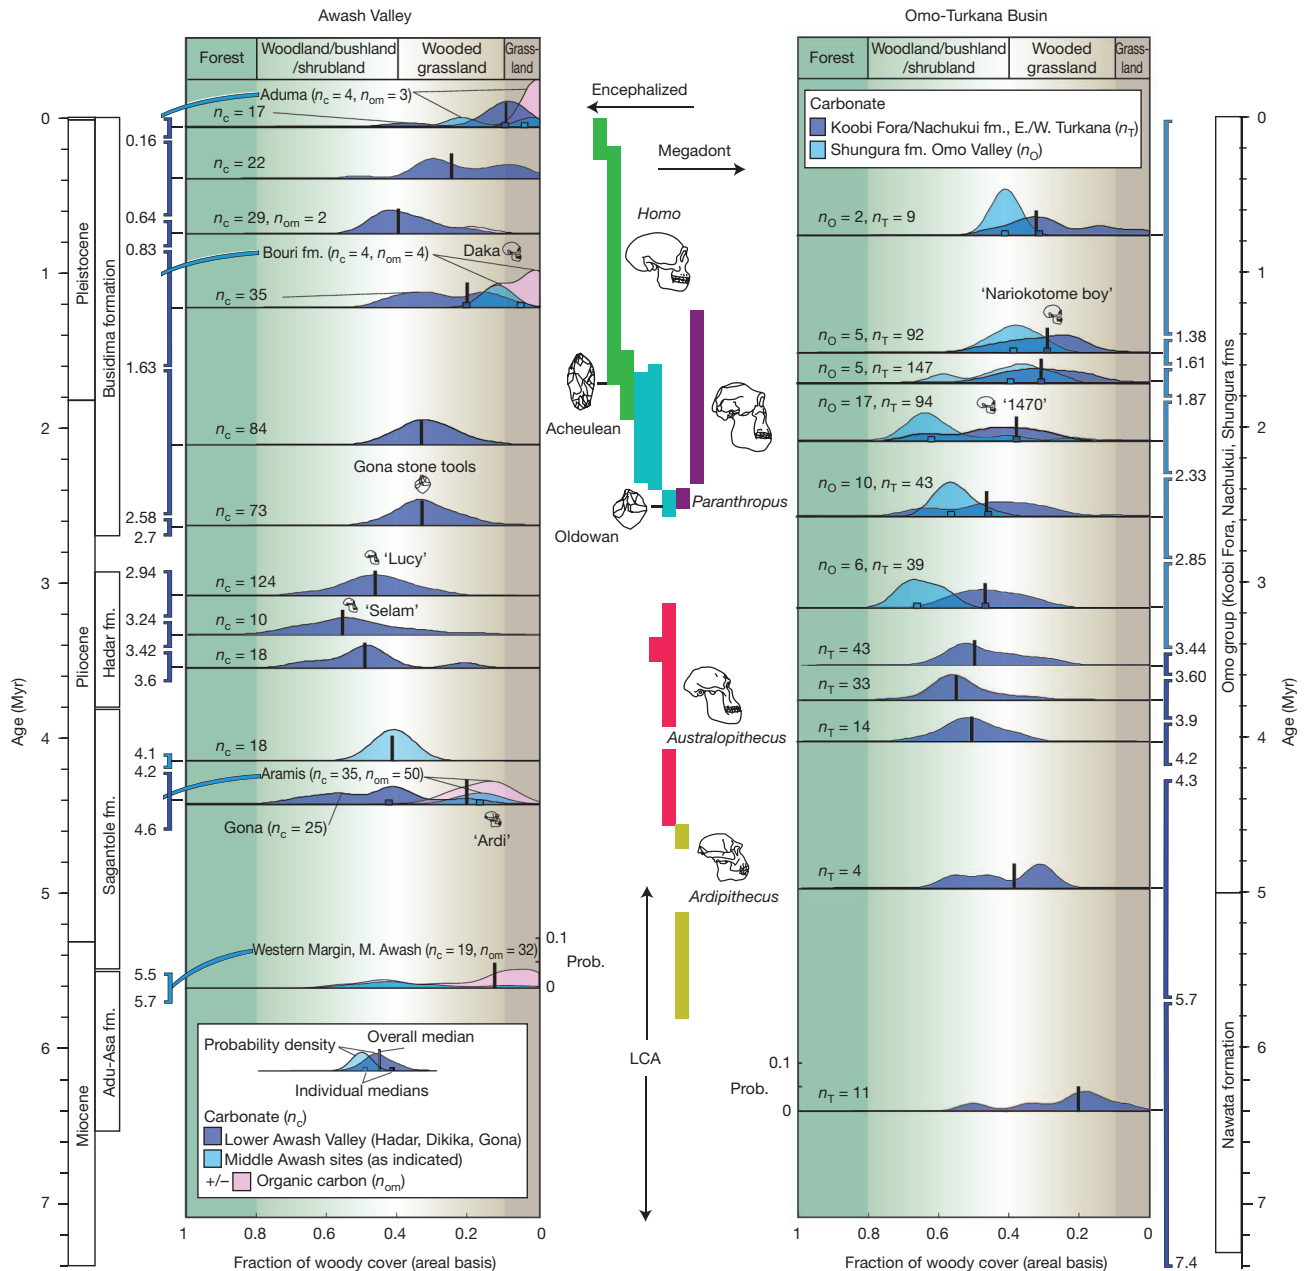 Awash Valley
Forest
Woodland/bushland
/shrubland
Wooded
grassland
Grass-
land
Aduma (nc = 4, nom = 3)
nc = 17
nc = 22
nc = 29, nom = 2
Daka
Bouri fm. (nc = 4, nom = 4)
nc = 35
nc = 84
Gona stone tools
nc = 73
'Lucy'
nc = 124
'Selam'
nc = 10
nc = 18
nc = 18
Aramis (nc = 35, nom = 50)
Gona (nc = 25)
'Ardi'
Western Margin, M. Awash (nc = 19, nom = 32)
0.1
Prob.
0
Probability density
Overall median
Individual medians
Carbonate (nc)
Lower Awash Valley (Hadar, Dikika, Gona)
Middle Awash sites (as indicated)
+/– Organic carbon (nom)
1
0.8
0.6
0.4
0.2
0
Fraction of woody cover (areal basis)
Age (Myr)
0
1
2
3
4
5
6
7
Pleistocene
Pliocene
Miocene
Busidima formation
Hadar fm.
Sagantole fm.
Adu-Asa fm.
0.16
0.64
0.83
1.63
2.58
2.7
2.94
3.24
3.42
3.6
4.1
4.2
4.6
5.5
5.7
Encephalized
Megadont
Homo
Acheulean
Paranthropus
Oldowan
Australopithecus
Ardipithecus
LCA
Omo-Turkana Busin
Forest
Woodland/bushland
/shrubland
Wooded
grassland
Grass-
land
Carbonate
Koobi Fora/Nachukui fm., E./W. Turkana (nT)
Shungura fm. Omo Valley (nO)
nO = 2, nT = 9
'Nariokotome boy'
nO = 5, nT = 92
nO = 5, nT = 147
'1470'
nO = 17, nT = 94
nO = 10, nT = 43
nO = 6, nT = 39
nT = 43
nT = 33
nT = 14
nT = 4
0.1
Prob.
0
nT = 11
1
0.8
0.6
0.4
0.2
0
Fraction of woody cover (areal basis)
1.38
1.61
1.87
2.33
2.85
3.44
3.60
3.9
4.2
4.3
5.7
7.4
Omo group (Koobi Fora, Nachukui, Shungura fms)
Nawata formation
0
1
2
3
4
5
6
7
Age (Myr)